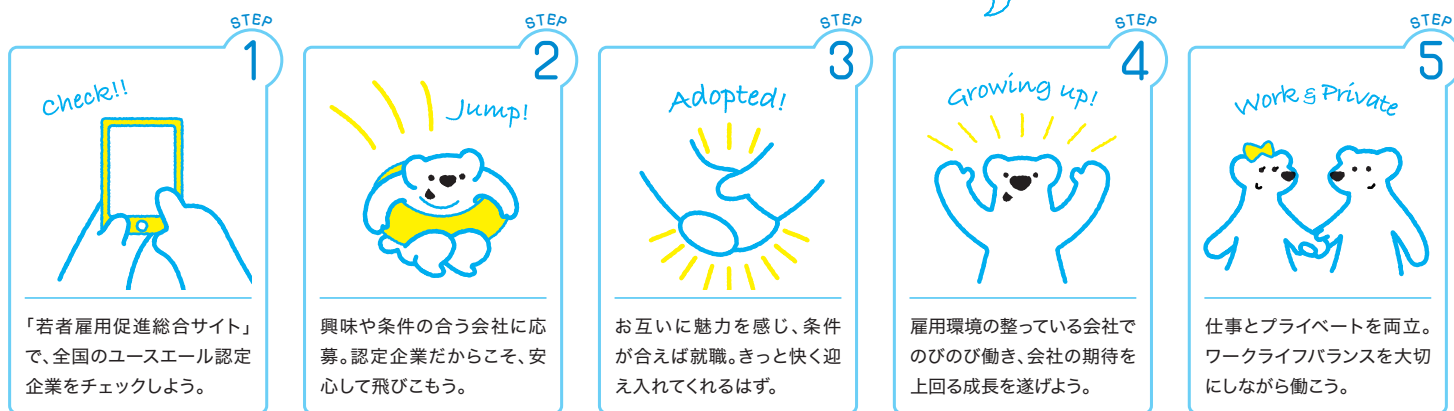 STEP
1
Check!!
「若者雇用促進総合サイト」
で、全国のユースエール認定
企業をチェックしよう。
STEP
2
Jump!
興味や条件の合う会社に応
募。認定企業だからこそ、安
心して飛びこもう。
STEP
3
Adopted!
お互いに魅力を感じ、条件
が合えば就職。きっと快く迎
え入れてくれるはず。
STEP
4
Growing up!
雇用環境の整っている会社で
のびのび働き、会社の期待を
上回る成長を遂げよう。
STEP
5
Work & Private
仕事とプライベートを両立。
ワークライフバランスを大切
にしながら働こう。